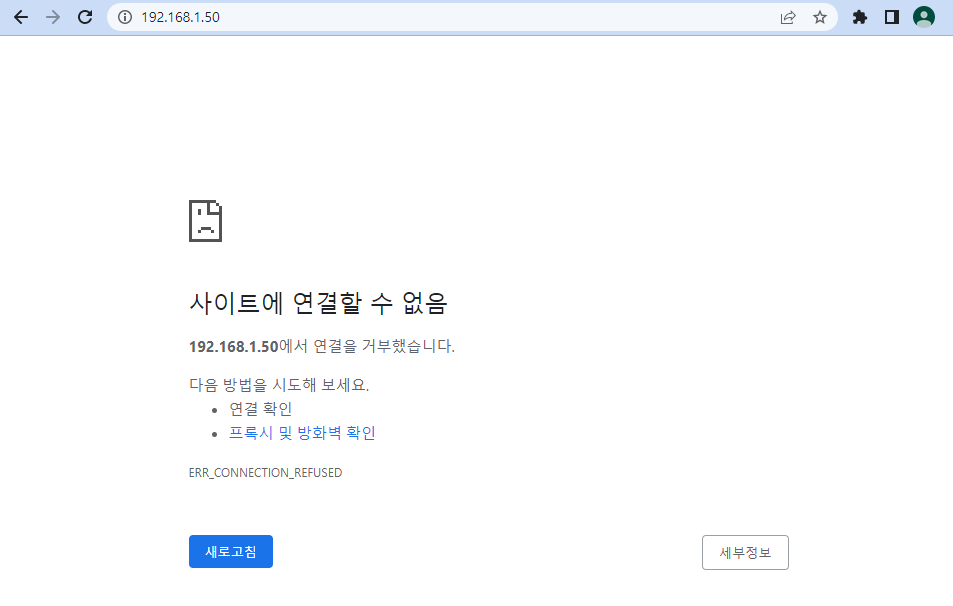 192.168.1.50
사이트에 연결할 수 없음
192.168.1.50에서 연결을 거부했습니다.
다음 방법을 시도해 보세요.
• 연결 확인
• 프록시 및 방화벽 확인
ERR_CONNECTION_REFUSED
새로고침
세부정보